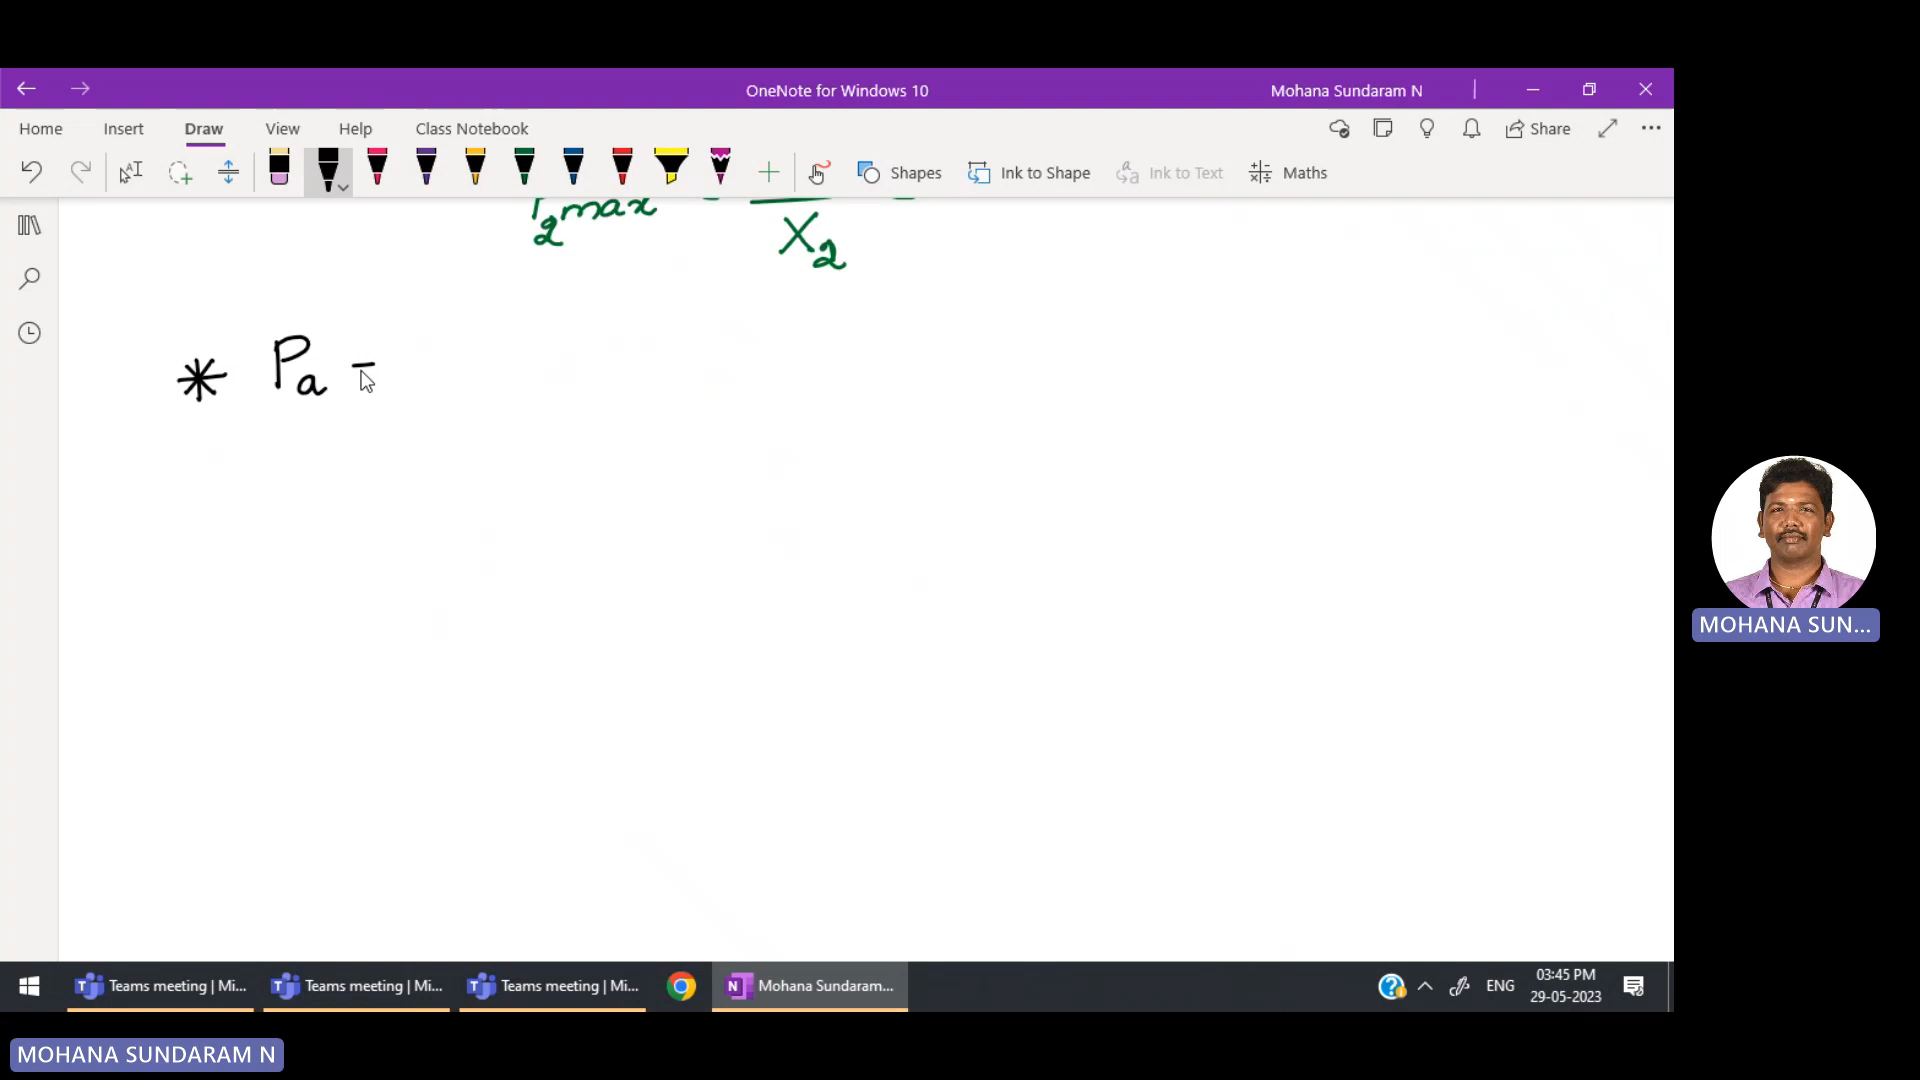 OneNote for Windows 10
Mohana Sundaram N
Home Insert Draw View Help Class Notebook Share
Shapes Ink to Shape Ink to Text Maths
2 max
X2
* Pa -
MOHANA SUN...
Teams meeting | Mi... Teams meeting | Mi... Teams meeting | Mi... Mohana Sundaram... ENG 03:45 PM
29-05-2023
MOHANA SUNDARAM N